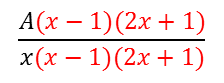 A(x − 1)(2x + 1)
x(x − 1)(2x + 1)